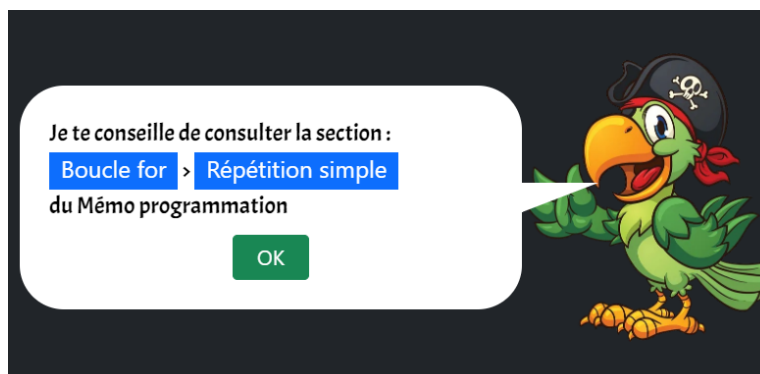 Je te conseille de consulter la section :
Boucle for > Répétition simple
du Mémo programmation
OK